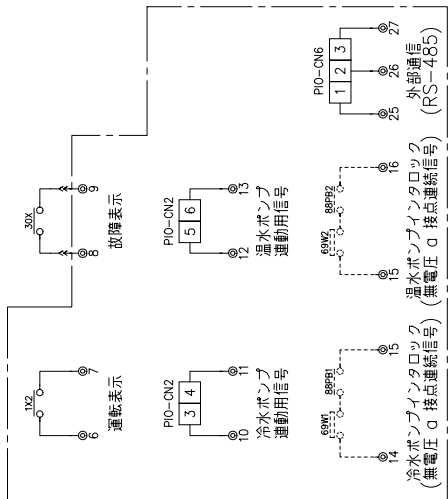 1X2
6 7
運転表示
30X
8 9
故障表示
PIO-CN2
3 4
10 11
冷水ポンプ
連動用信号
PIO-CN2
5 6
12 13
温水ポンプ
連動用信号
PIO-CN6
1 2 3
25 26 27
外部通信
(RS-485)
69W1 88PB1
14 15
冷水ポンプインタロック
(無電圧 a 接点連続信号)
69W2 88PB2
15 16
温水ポンプインタロック
(無電圧 a 接点連続信号)